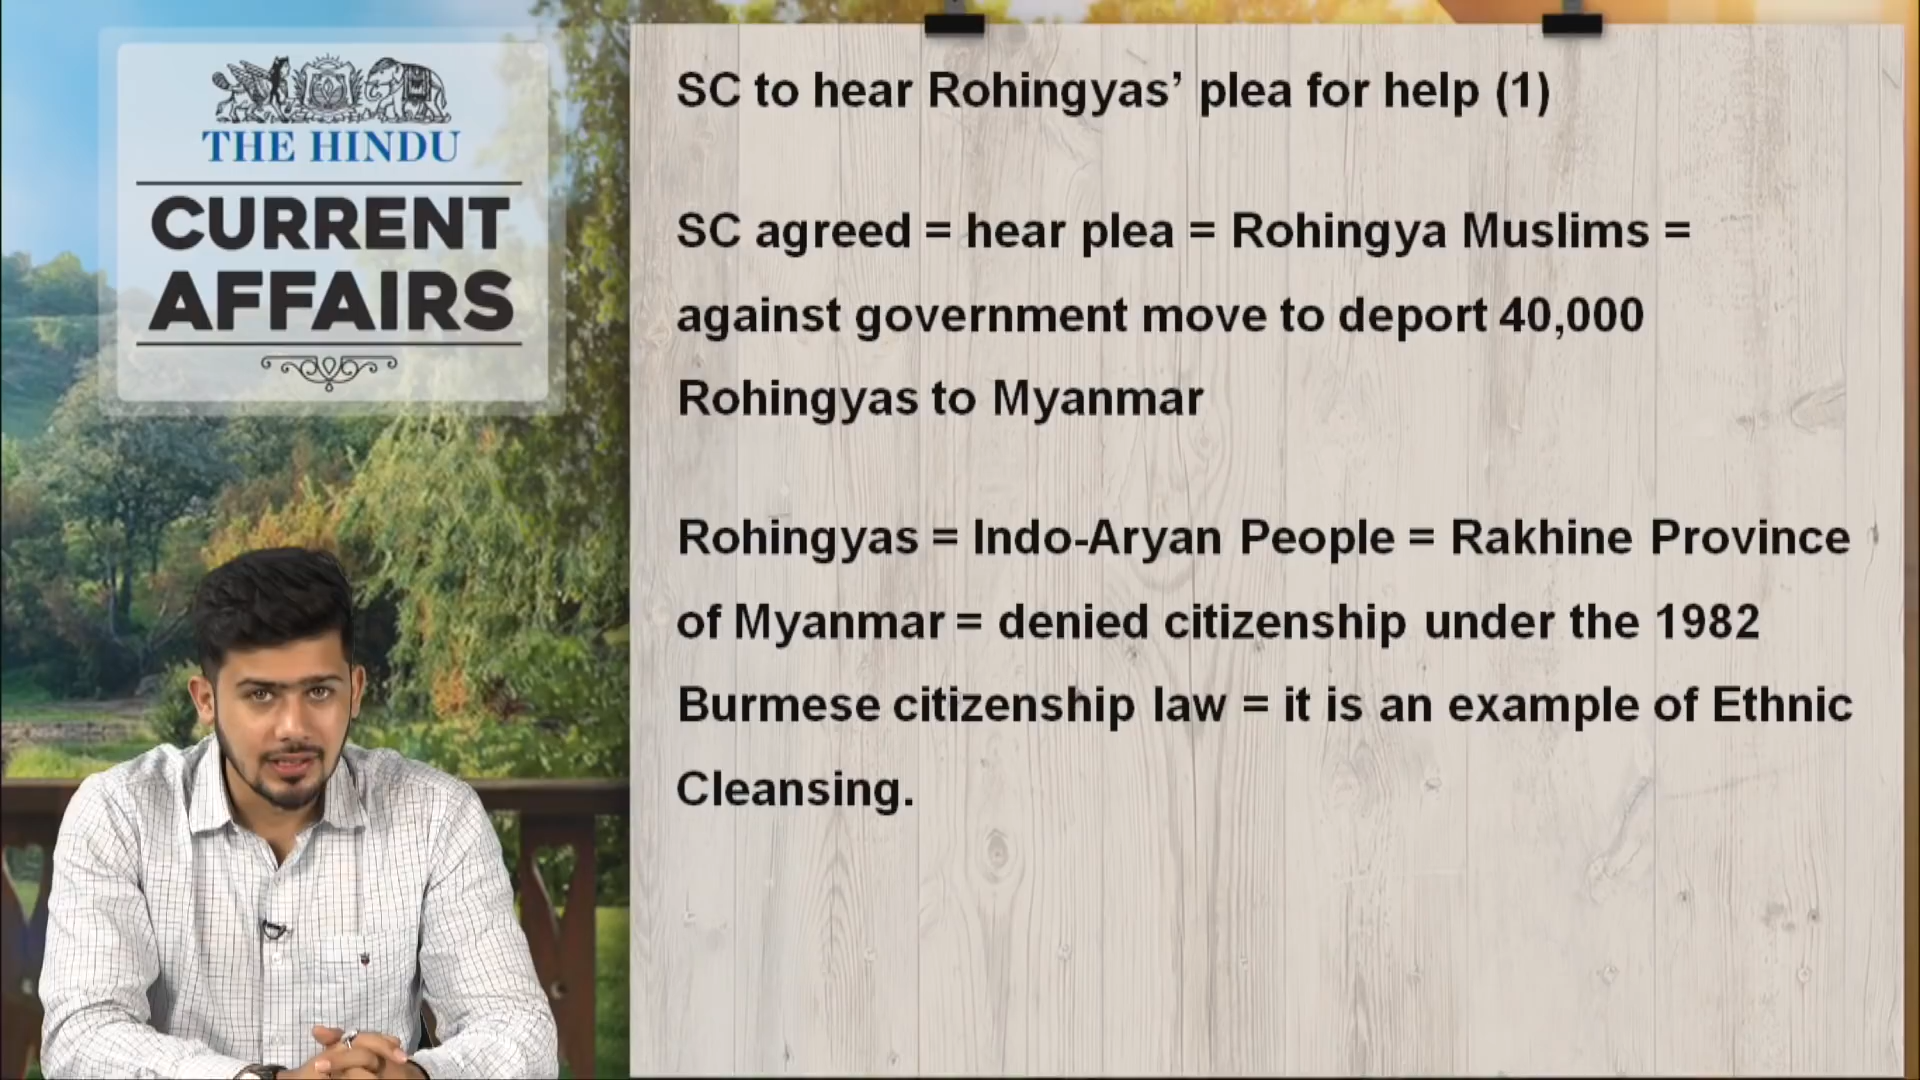 THE HINDU
CURRENT
AFFAIRS
SC to hear Rohingyas’ plea for help (1)
SC agreed = hear plea = Rohingya Muslims =
against government move to deport 40,000
Rohingyas to Myanmar
Rohingyas = Indo-Aryan People = Rakhine Province
of Myanmar = denied citizenship under the 1982
Burmese citizenship law = it is an example of Ethnic
Cleansing.